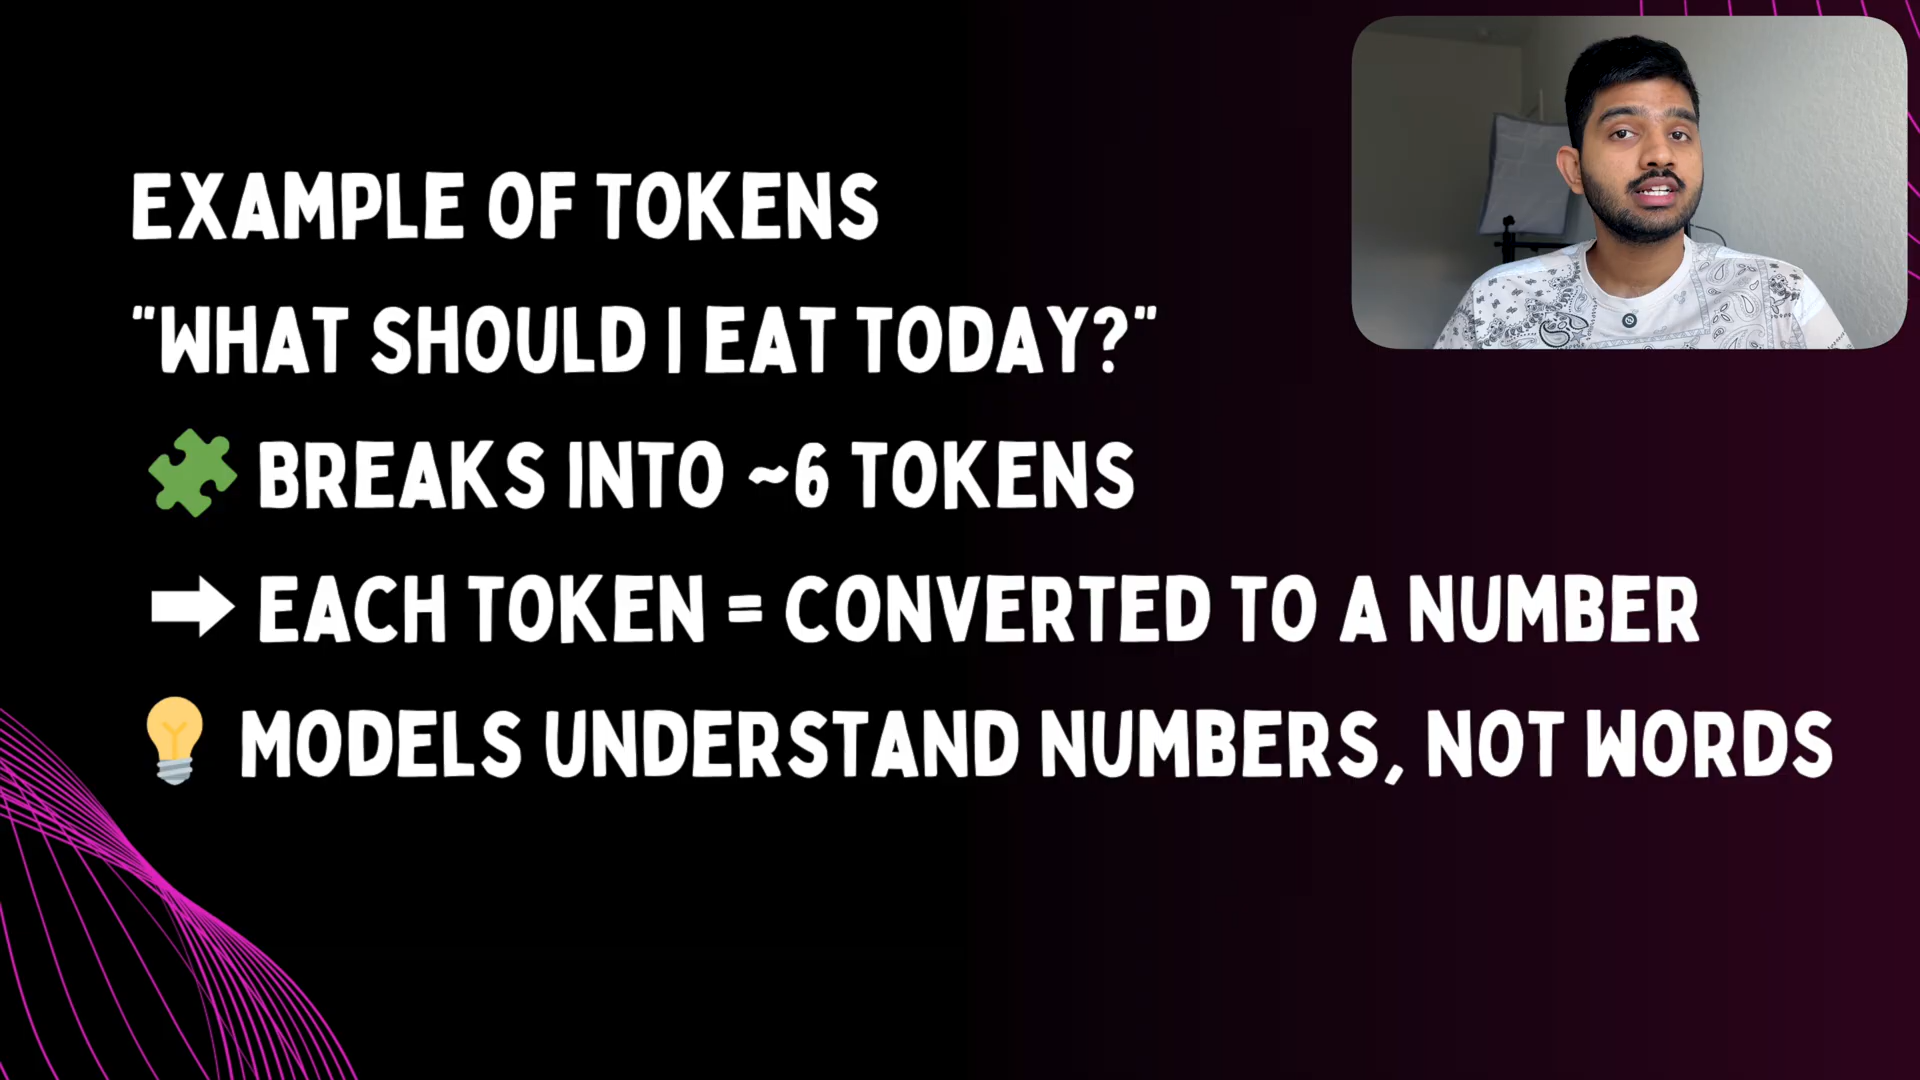 EXAMPLE OF TOKENS
"WHAT SHOULD I EAT TODAY?"
BREAKS INTO ~6 TOKENS
EACH TOKEN = CONVERTED TO A NUMBER
MODELS UNDERSTAND NUMBERS, NOT WORDS